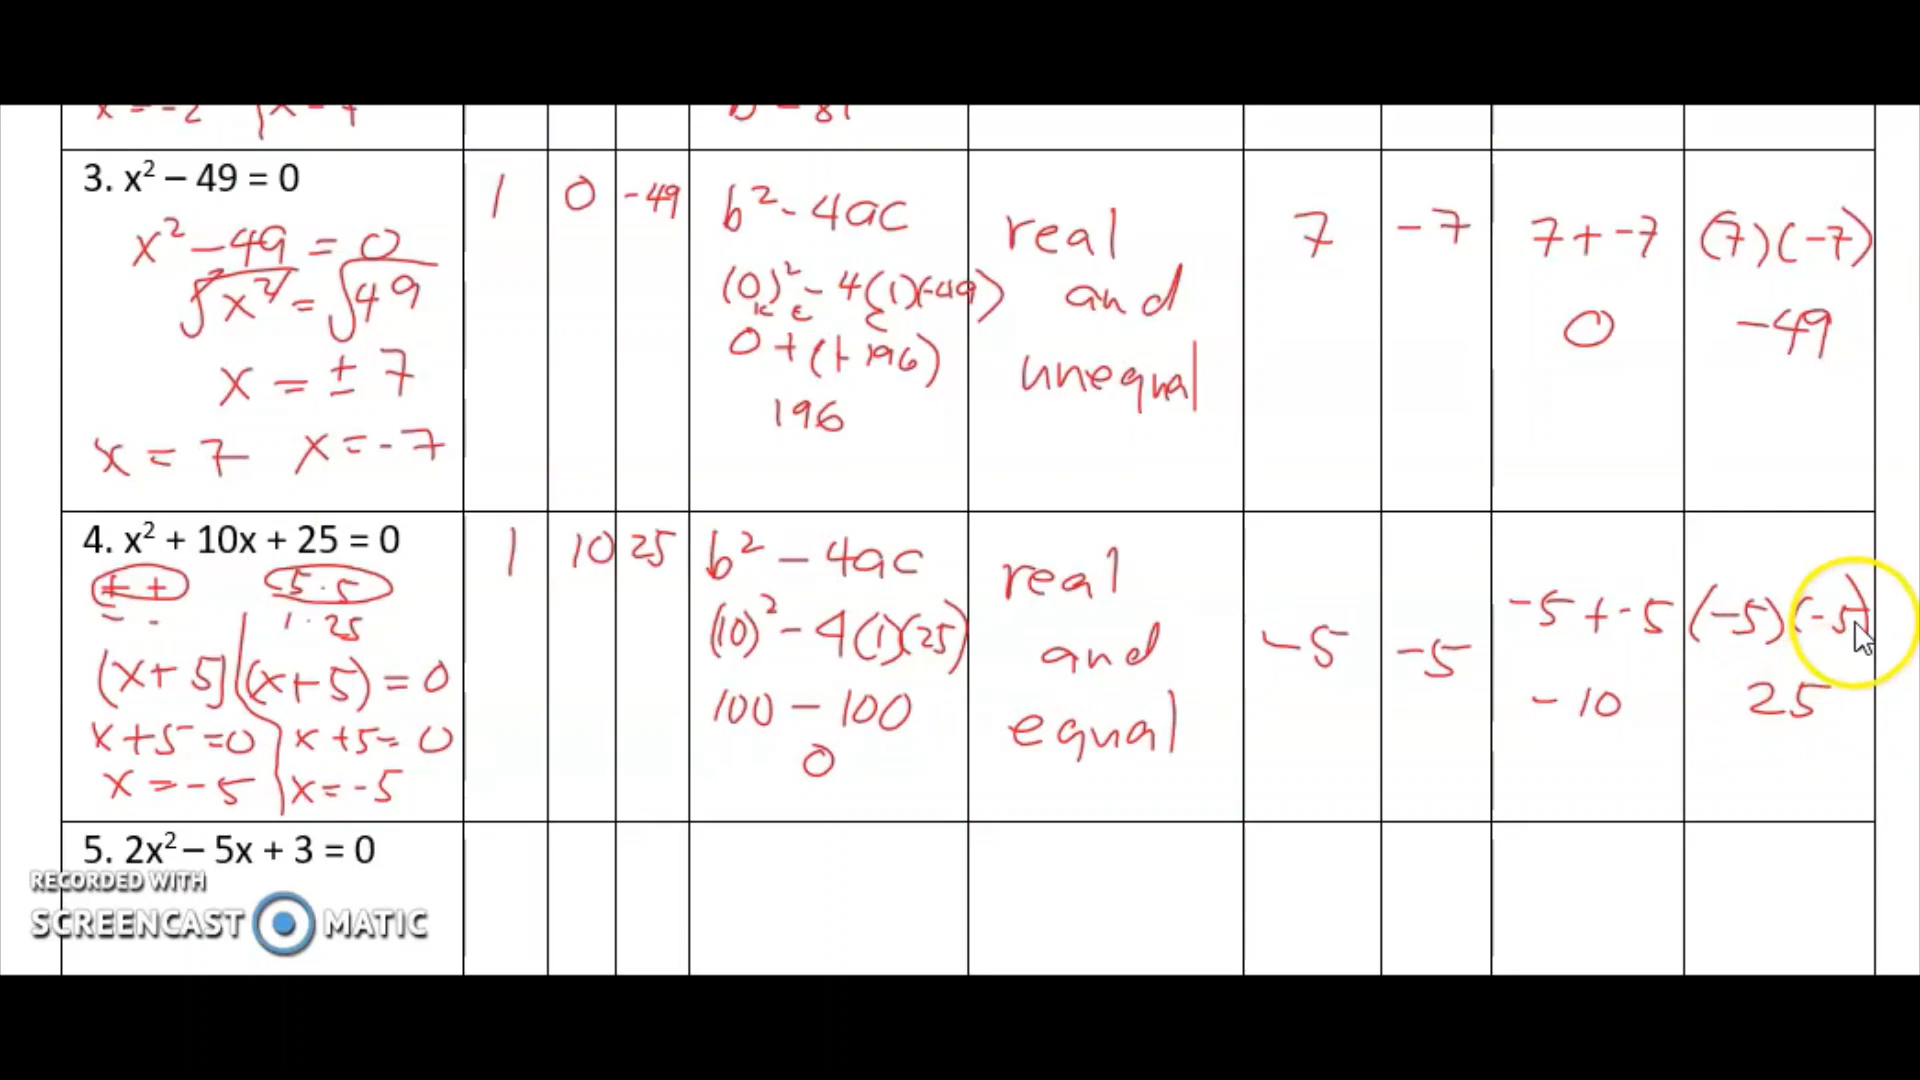 3. x² – 49 = 0
x² – 49 = 0
√x² = √49
x = ± 7
x = 7 x = -7
1
0
-49
b² - 4ac
(0)² - 4(1)(-49)
0 + (+196)
196
real
and
unequal
7
-7
7 + -7
0
(7)(-7)
-49
4. x² + 10x + 25 = 0
+ + 5 · 5
- - 1 · 25
(x+5)(x+5) = 0
x+5=0 x+5=0
x = -5 x = -5
1
10
25
b² - 4ac
(10)² - 4(1)(25)
100 - 100
0
real
and
equal
-5
-5
-5 + -5
-10
(-5)(-5)
25
5. 2x² – 5x + 3 = 0
RECORDED WITH
SCREENCAST MATIC